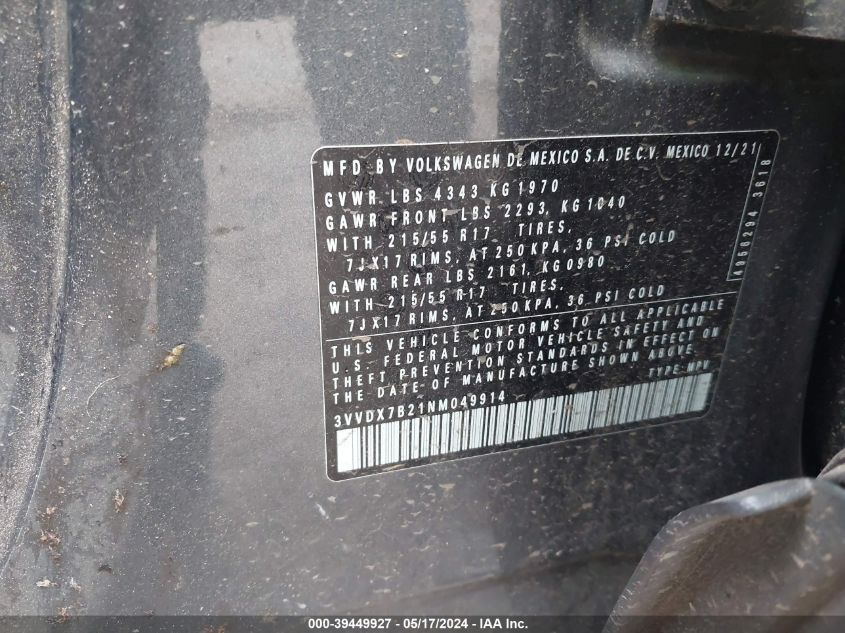 MFD BY VOLKSWAGEN DE MEXICO S.A. DE C.V. MEXICO 12/21
GVWR LBS 4343 KG 1970
GAWR FRONT LBS 2293, KG 1040
WITH 215/55 R17 TIRES,
7JX17 RIMS, AT 250 KPA, 36 PSI COLD
GAWR REAR LBS 2161, KG 0980
WITH 215/55 R17 TIRES,
7JX17 RIMS, AT 250 KPA, 36 PSI COLD
THIS VEHICLE CONFORMS TO ALL APPLICABLE
U.S. FEDERAL MOTOR VEHICLE SAFETY AND
THEFT PREVENTION STANDARDS IN EFFECT ON
THE DATE OF MANUFACTURE SHOWN ABOVE.
TYPE: MPV
3VVDX7B21NM049914
4958294 3618
000-39449927 - 05/17/2024 - IAA Inc.